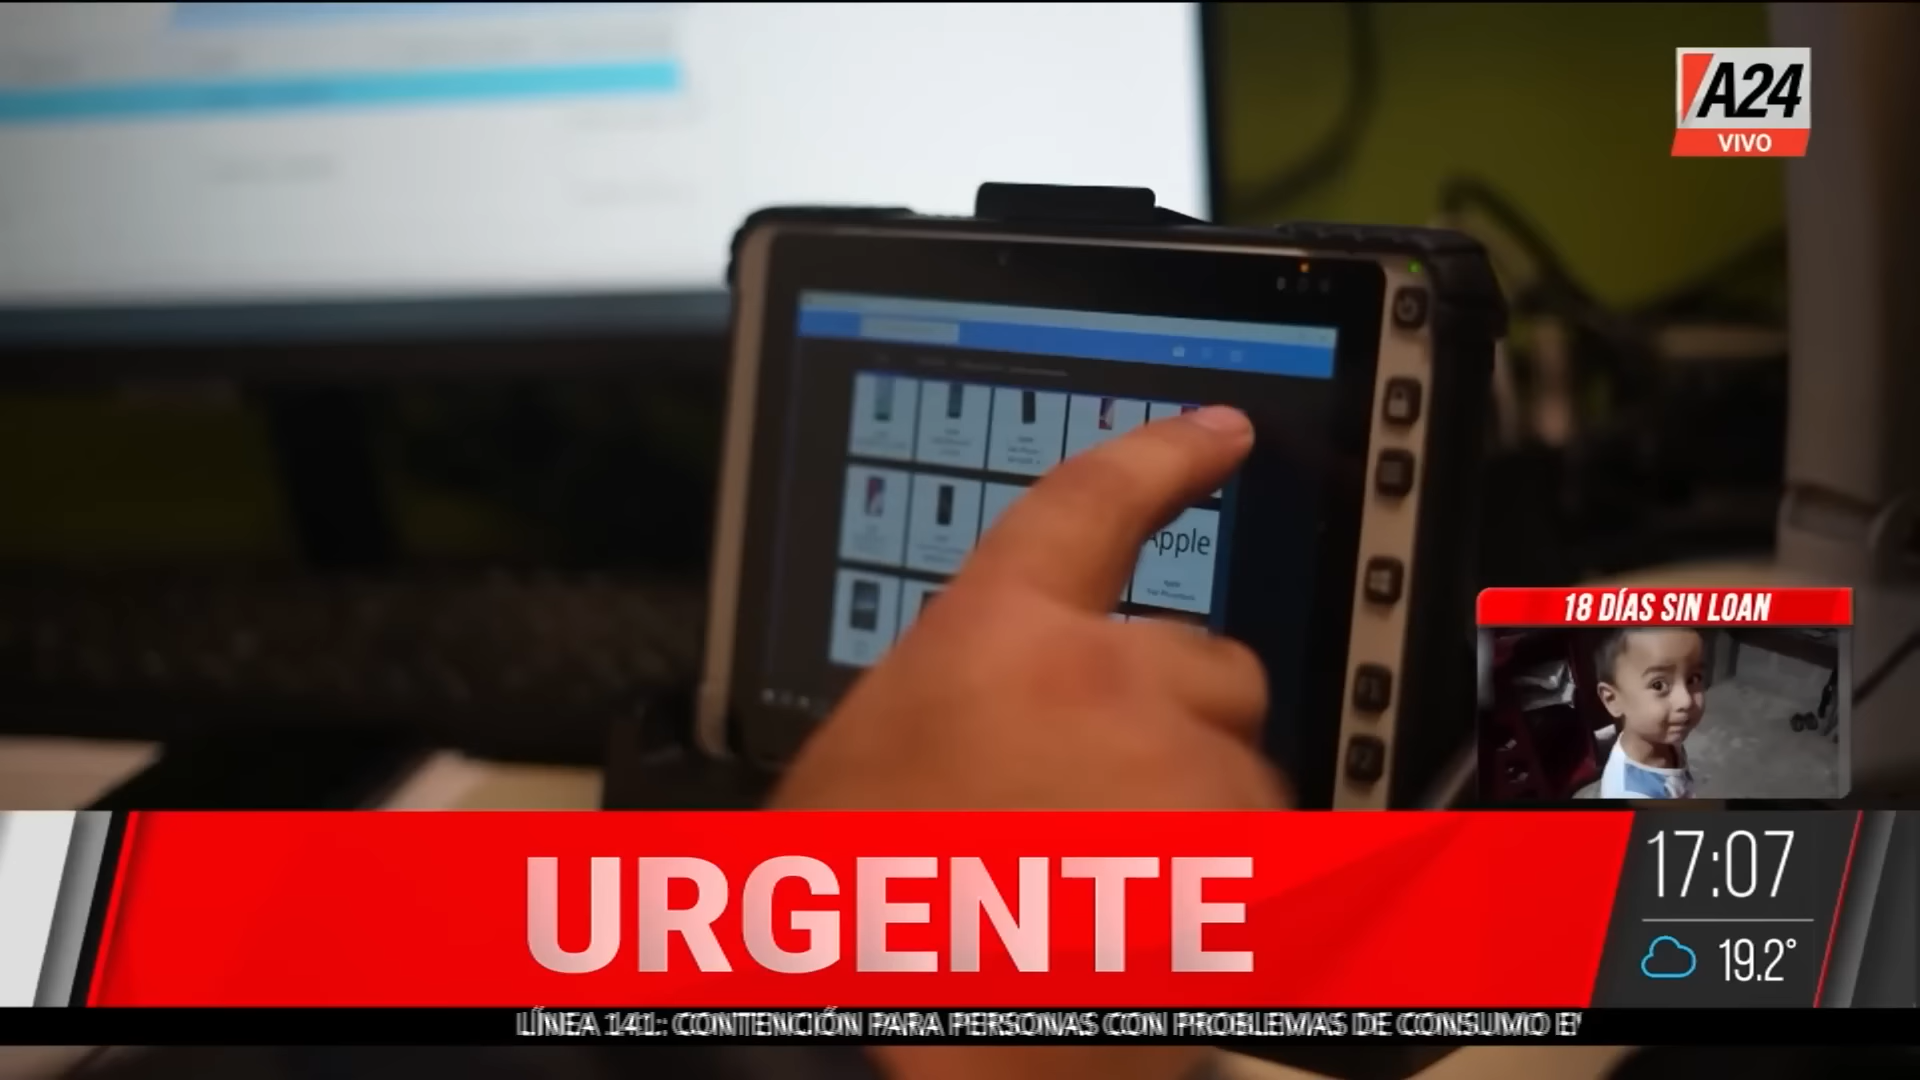 A24
VIVO
Apple
18 DÍAS SIN LOAN
URGENTE
17:07
19.2°
LÍNEA 141: CONTENCIÓN PARA PERSONAS CON PROBLEMAS DE CONSUMO